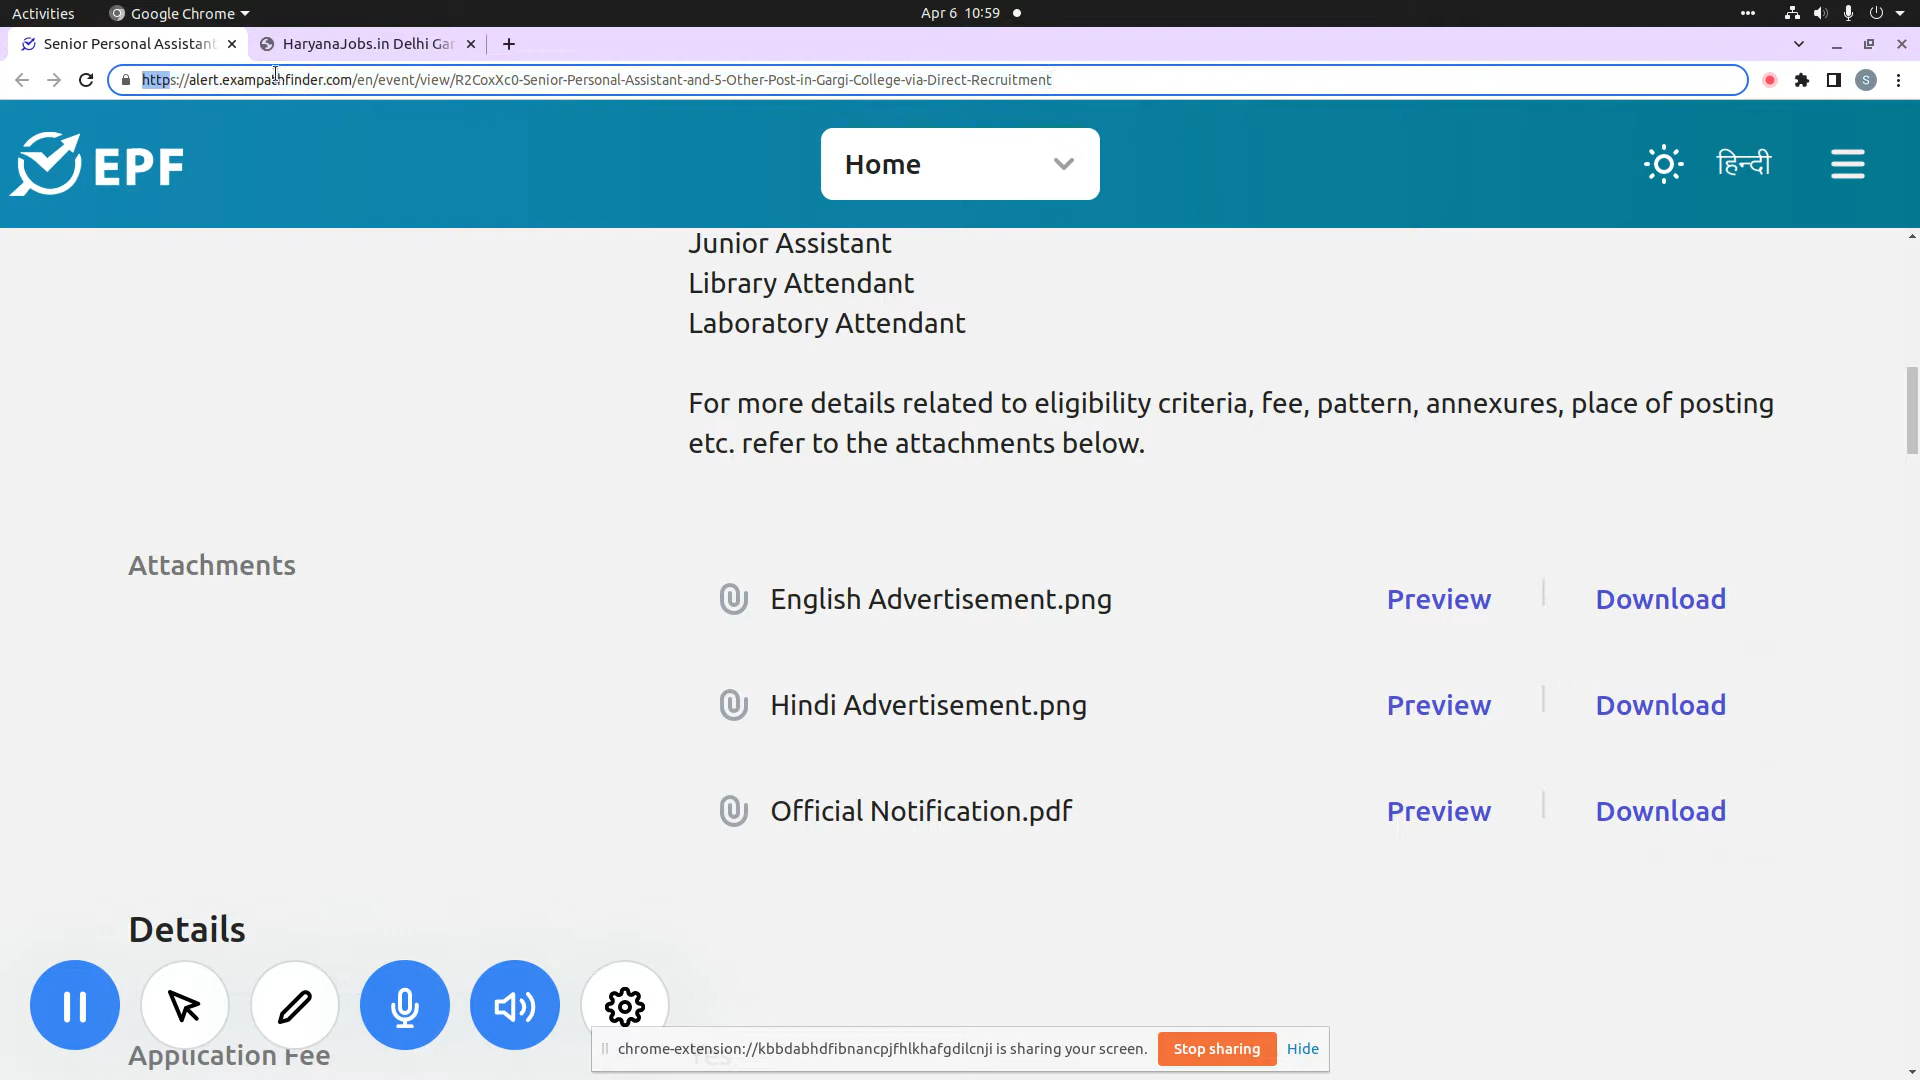 Activities
Google Chrome
Apr 6 10:59
Senior Personal Assistant
HaryanaJobs.in Delhi Gar
https://alert.exampathfinder.com/en/event/view/R2CoxXc0-Senior-Personal-Assistant-and-5-Other-Post-in-Gargi-College-via-Direct-Recruitment
S
EPF
Home
हिन्दी
Junior Assistant
Library Attendant
Laboratory Attendant
For more details related to eligibility criteria, fee, pattern, annexures, place of posting
etc. refer to the attachments below.
Attachments
English Advertisement.png
Preview
Download
Hindi Advertisement.png
Preview
Download
Official Notification.pdf
Preview
Download
Details
Application Fee
Yes
chrome-extension://kbbdabhdfibnancpjfhlkhafgdilcnji is sharing your screen.
Stop sharing
Hide